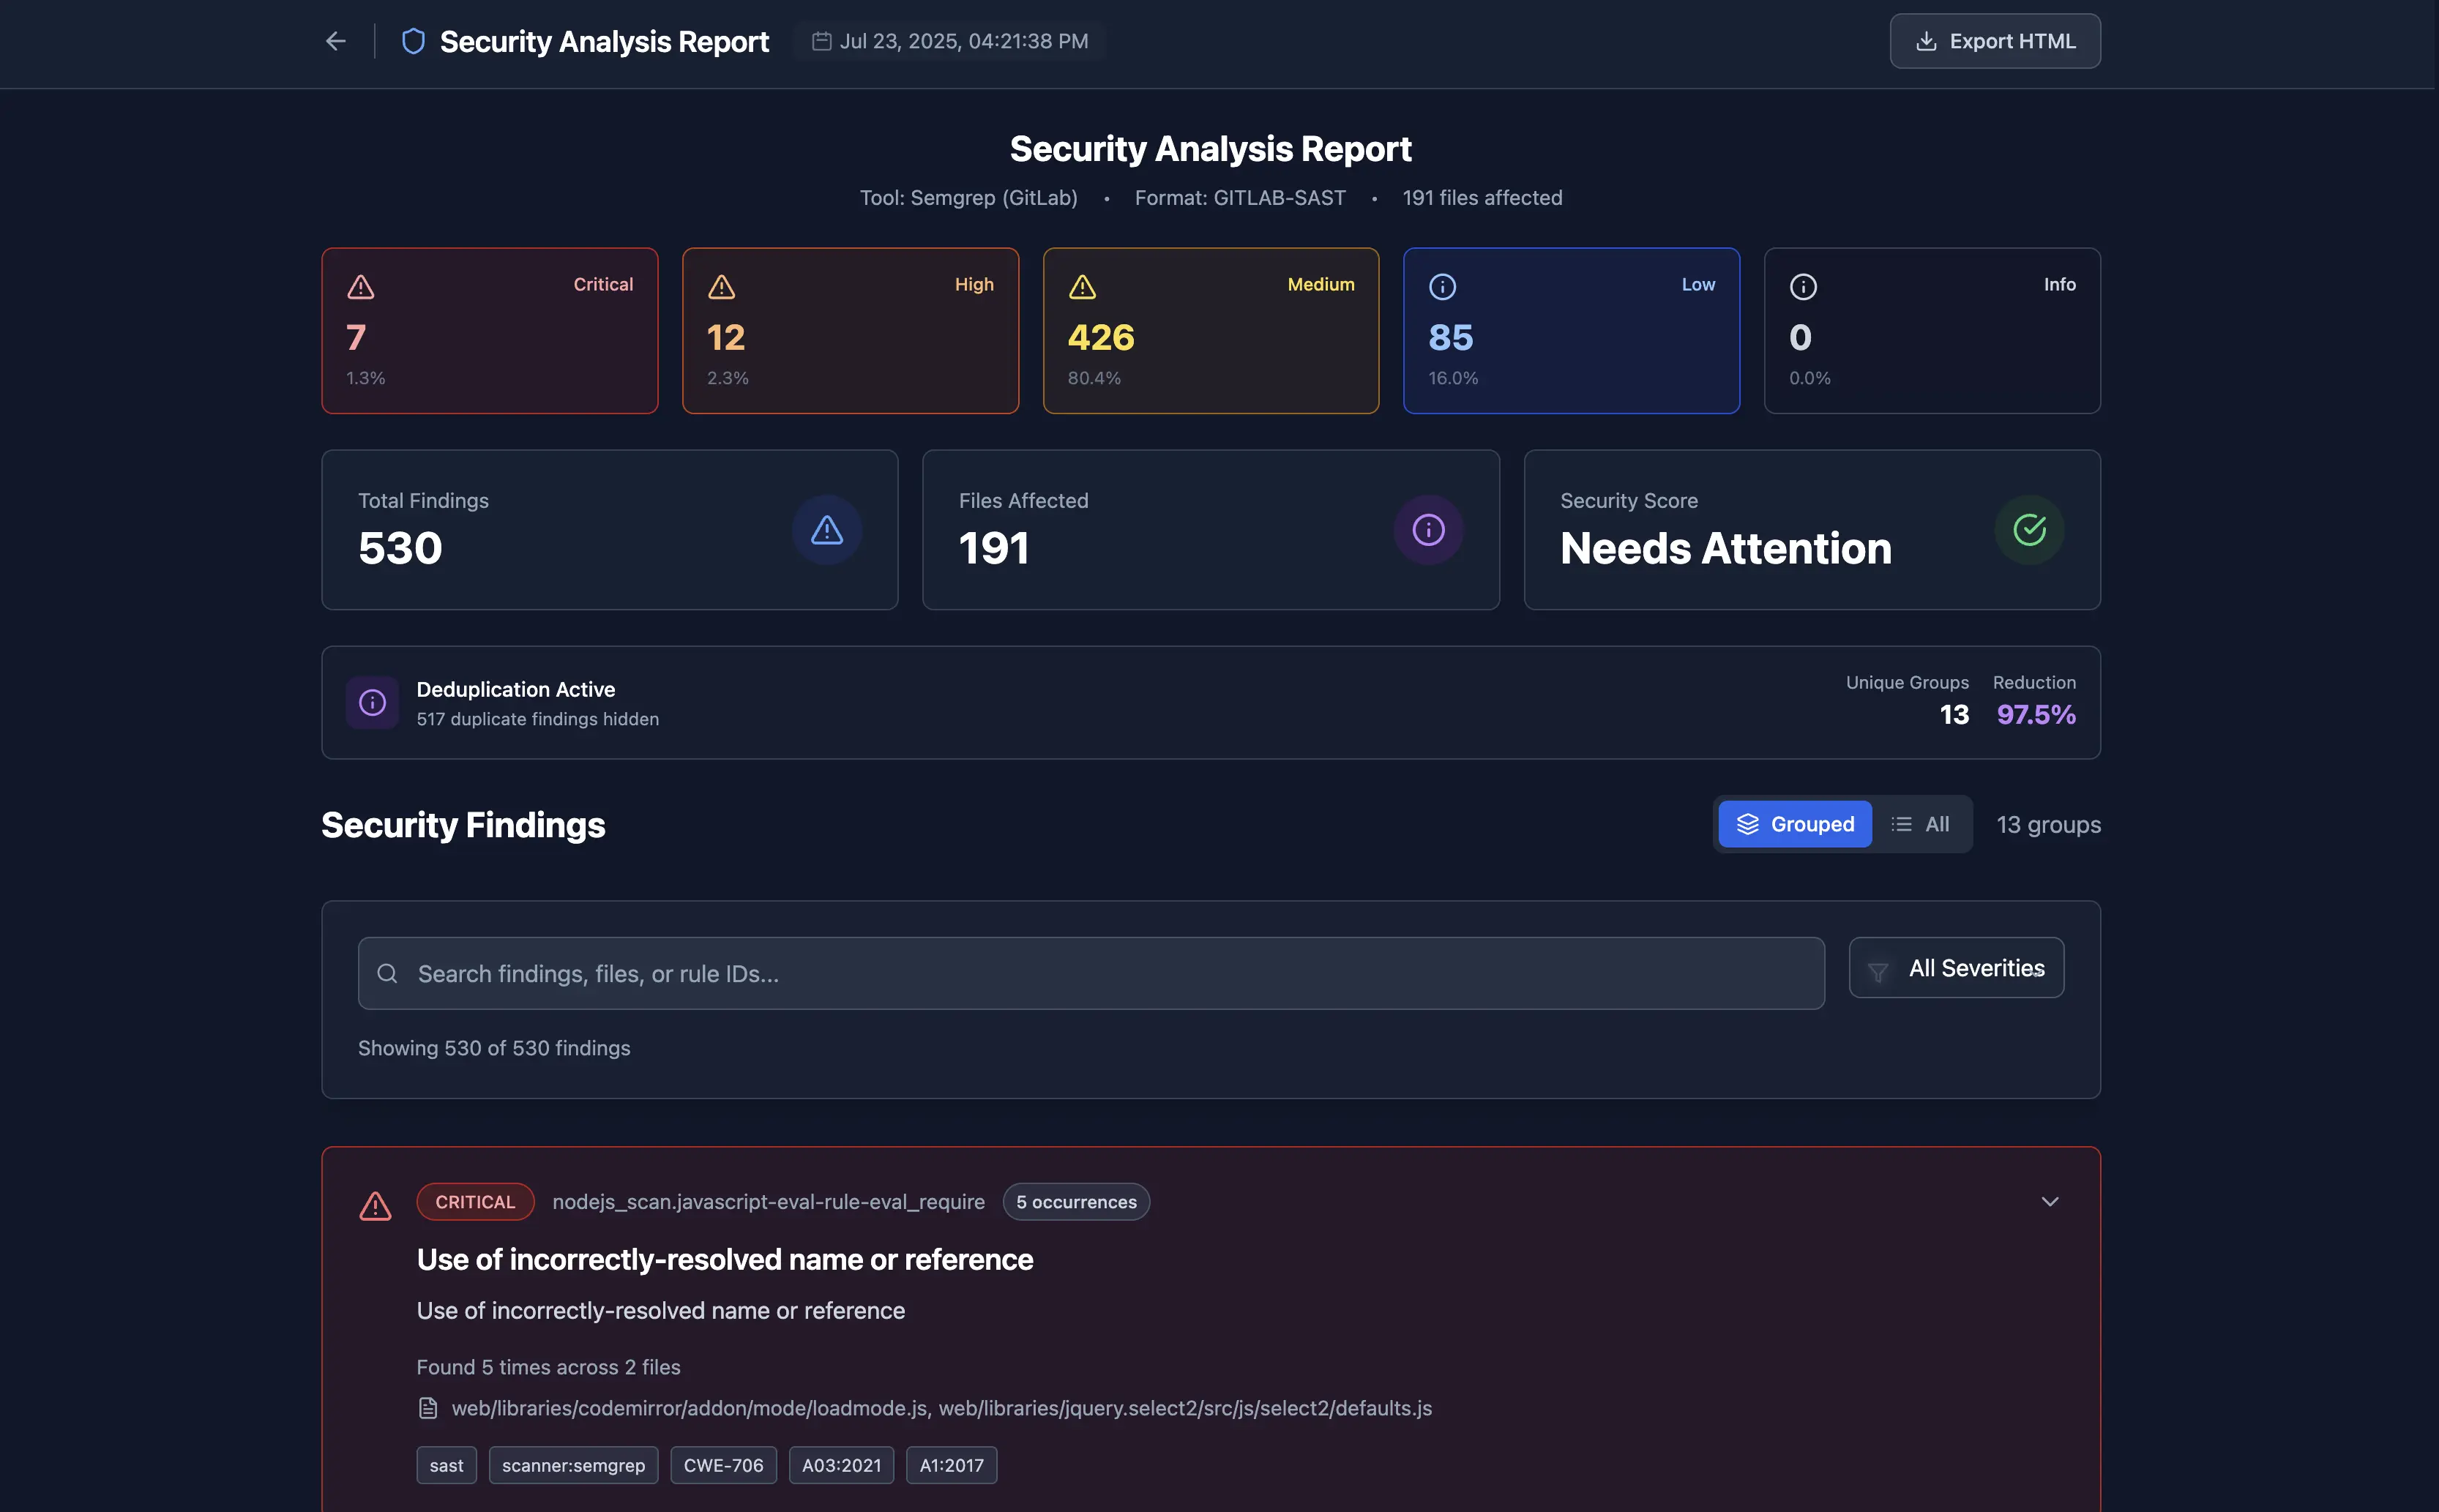 Security Analysis Report
Jul 23, 2025, 04:21:38 PM
Export HTML
Security Analysis Report
Tool: Semgrep (GitLab) • Format: GITLAB-SAST • 191 files affected
Critical
7
1.3%
High
12
2.3%
Medium
426
80.4%
Low
85
16.0%
Info
0
0.0%
Total Findings
530
Files Affected
191
Security Score
Needs Attention
Deduplication Active
517 duplicate findings hidden
Unique Groups
13
Reduction
97.5%
Security Findings
Grouped
All
13 groups
Search findings, files, or rule IDs...
All Severities
Showing 530 of 530 findings
CRITICAL
nodejs_scan.javascript-eval-rule-eval_require
5 occurrences
Use of incorrectly-resolved name or reference
Use of incorrectly-resolved name or reference
Found 5 times across 2 files
web/libraries/codemirror/addon/mode/loadmode.js, web/libraries/jquery.select2/src/js/select2/defaults.js
sast
scanner:semgrep
CWE-706
A03:2021
A1:2017